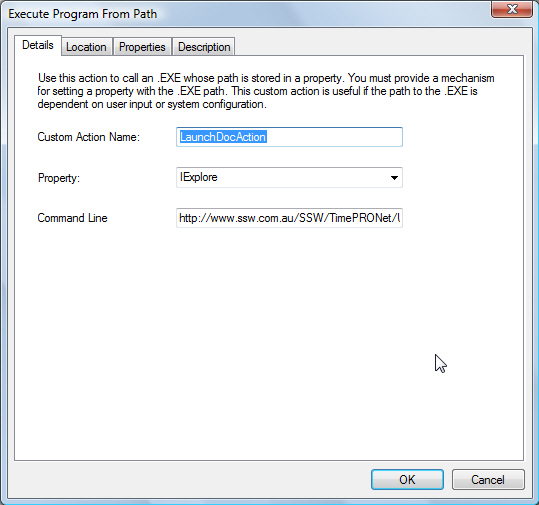 Execute Program From Path
Details Location Properties Description
Use this action to call an .EXE whose path is stored in a property. You must provide a mechanism
for setting a property with the .EXE path. This custom action is useful if the path to the .EXE is
dependent on user input or system configuration.
Custom Action Name: LaunchDocAction
Property: IExplore
Command Line http://www.ssw.com.au/SSW/TimePRONet/
OK Cancel